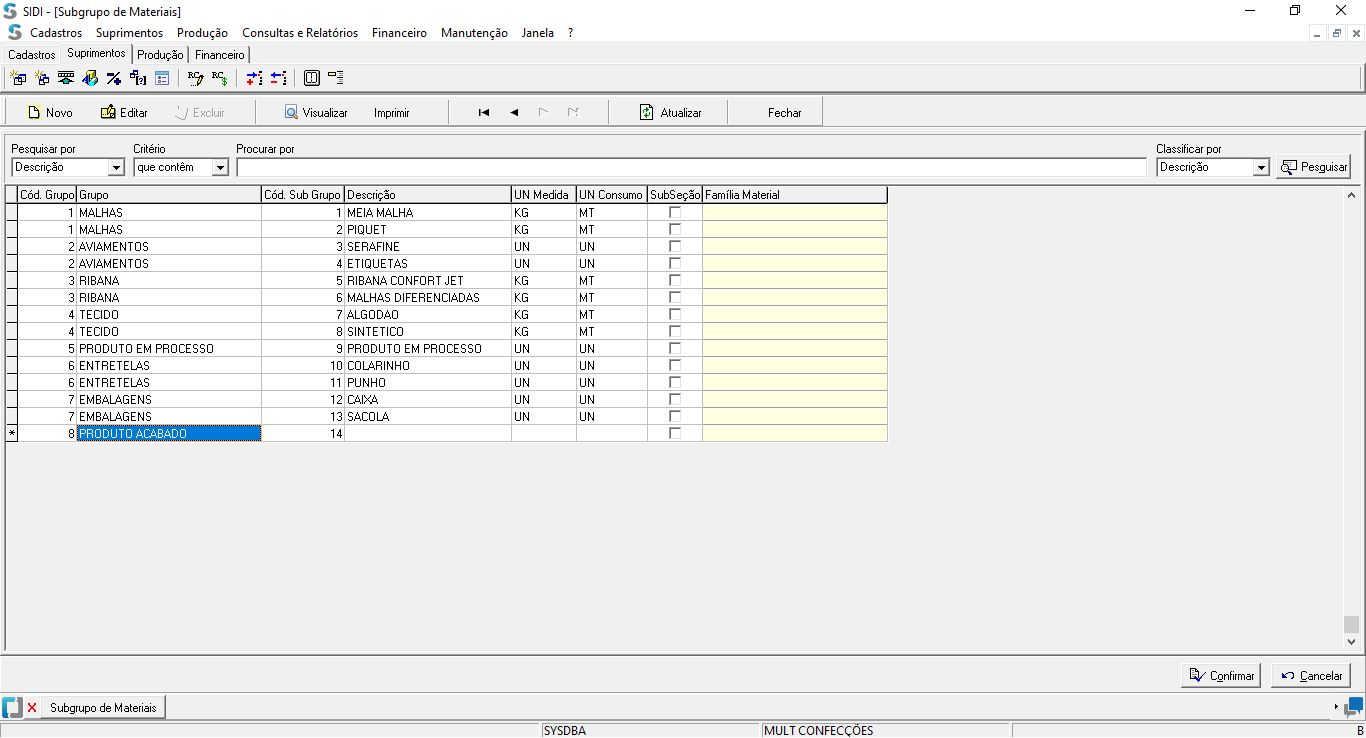 SIDI - [Subgrupo de Materiais]
Cadastros Suprimentos Produção Consultas e Relatórios Financeiro Manutenção Janela ?
Cadastros Suprimentos Produção Financeiro
Novo Editar Excluir Visualizar Imprimir Atualizar Fechar
Pesquisar por Critério Procurar por Classificar por
Descrição que contêm Descrição Pesquisar
Cód. Grupo Grupo Cód. Sub Grupo Descrição UN Medida UN Consumo SubSeção Família Material
1 MALHAS 1 MEIA MALHA KG MT
1 MALHAS 2 PIQUET KG MT
2 AVIAMENTOS 3 SERAFINE UN UN
2 AVIAMENTOS 4 ETIQUETAS UN UN
3 RIBANA 5 RIBANA CONFORT JET KG MT
3 RIBANA 6 MALHAS DIFERENCIADAS KG MT
4 TECIDO 7 ALGODAO KG MT
4 TECIDO 8 SINTETICO KG MT
5 PRODUTO EM PROCESSO 9 PRODUTO EM PROCESSO UN UN
6 ENTRETELAS 10 COLARINHO UN UN
6 ENTRETELAS 11 PUNHO UN UN
7 EMBALAGENS 12 CAIXA UN UN
7 EMBALAGENS 13 SACOLA UN UN
* 8 PRODUTO ACABADO 14
Confirmar Cancelar
Subgrupo de Materiais
SYSDBA MULT CONFECÇÕES B